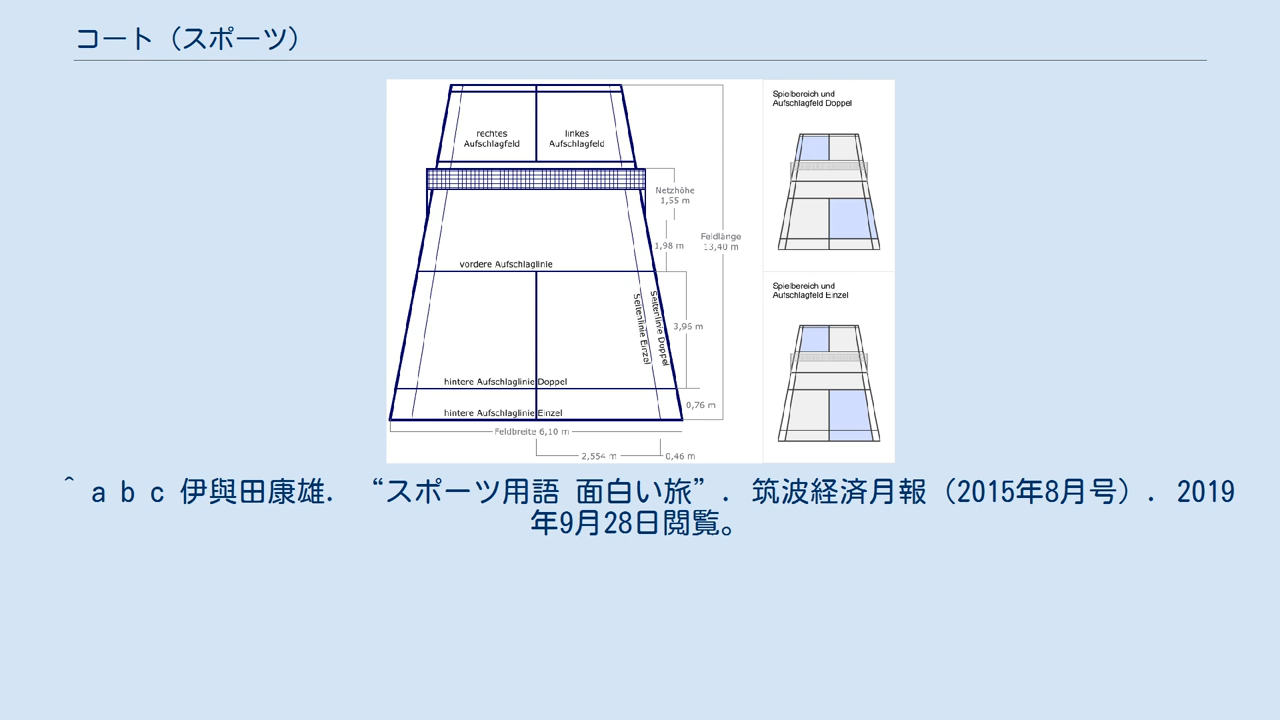 コート（スポーツ）
rechtes
Aufschlagfeld
linkes
Aufschlagfeld
Netzhöhe
1,55 m
Feldlänge
13,40 m
1,98 m
vordere Aufschlaglinie
Seitenlinie Einzel
Seitenlinie Doppel
3,96 m
hintere Aufschlaglinie Doppel
0,76 m
hintere Aufschlaglinie Einzel
Feldbreite 6,10 m
2,554 m
0,46 m
Spielbereich und
Aufschlagfeld Doppel
Spielbereich und
Aufschlagfeld Einzel
^ a b c 伊與田康雄. “スポーツ用語 面白い旅”. 筑波経済月報（2015年8月号）. 2019
年9月28日閲覧。